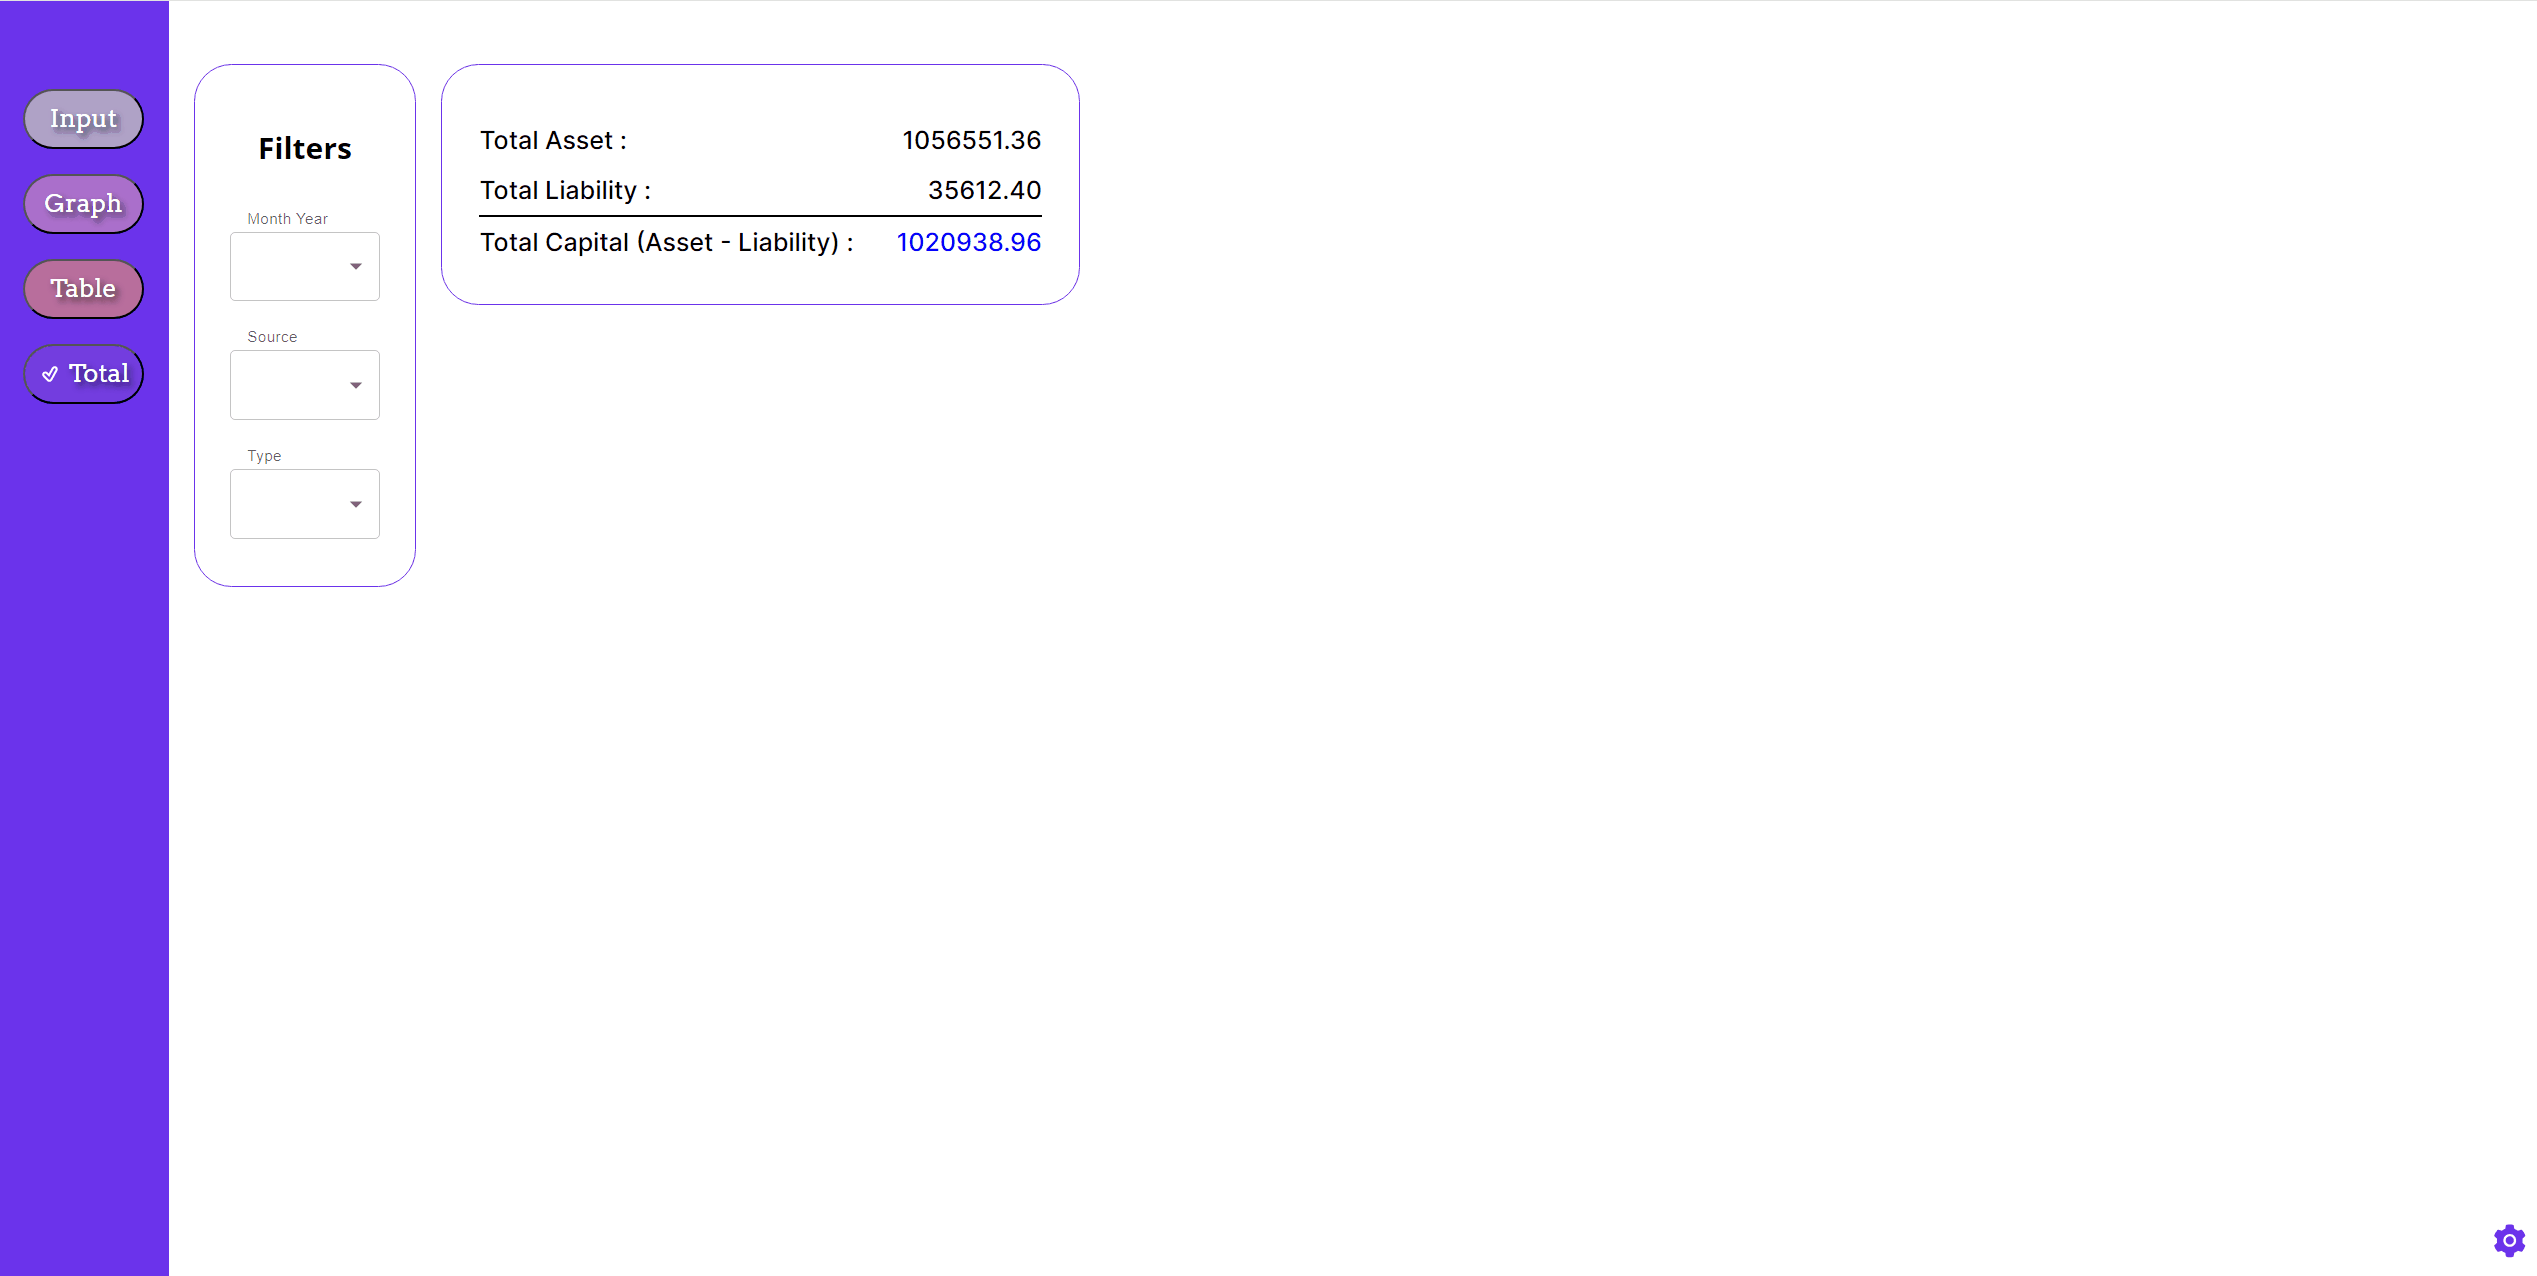 Input
Graph
Table
Total
Filters
Month Year
Source
Type
Total Asset : 1056551.36
Total Liability : 35612.40
Total Capital (Asset - Liability) : 1020938.96